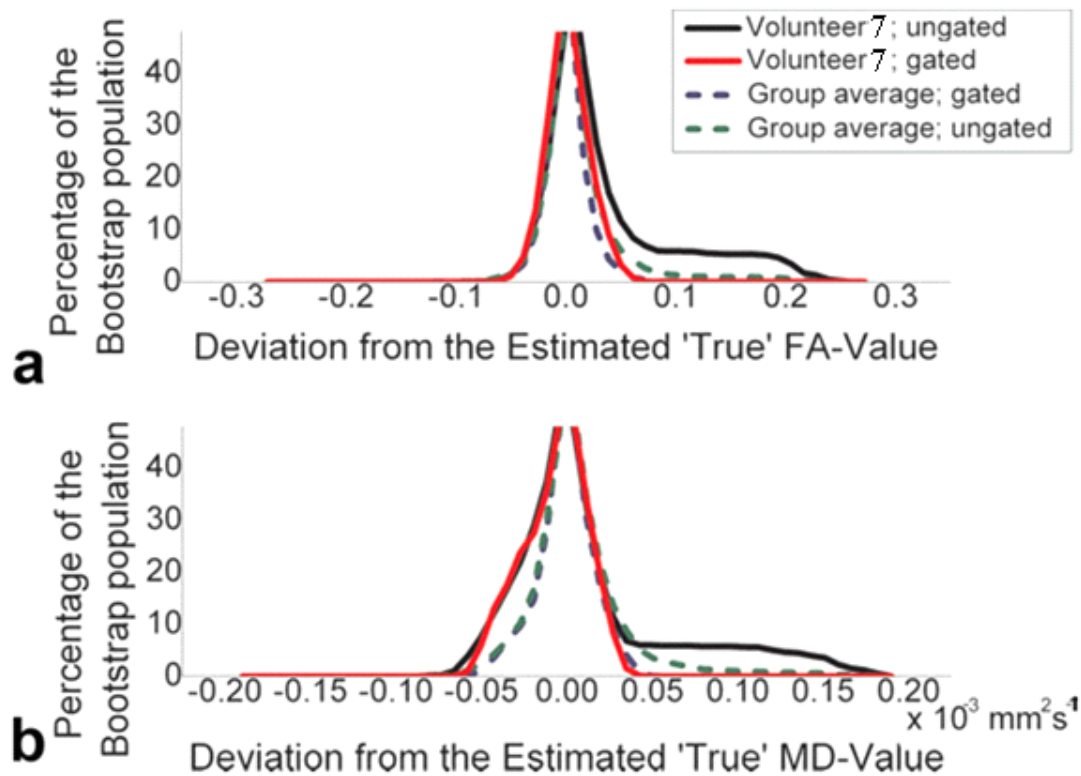 Volunteer 7; ungated
Volunteer 7; gated
Group average; gated
Group average; ungated
Percentage of the
Bootstrap population
40
30
20
10
0
-0.3 -0.2 -0.1 0.0 0.1 0.2 0.3
Deviation from the Estimated 'True' FA-Value
a
Percentage of the
Bootstrap population
40
30
20
10
0
-0.20 -0.15 -0.10 -0.05 0.00 0.05 0.10 0.15 0.20
x 10⁻³ mm²s⁻¹
Deviation from the Estimated 'True' MD-Value
b